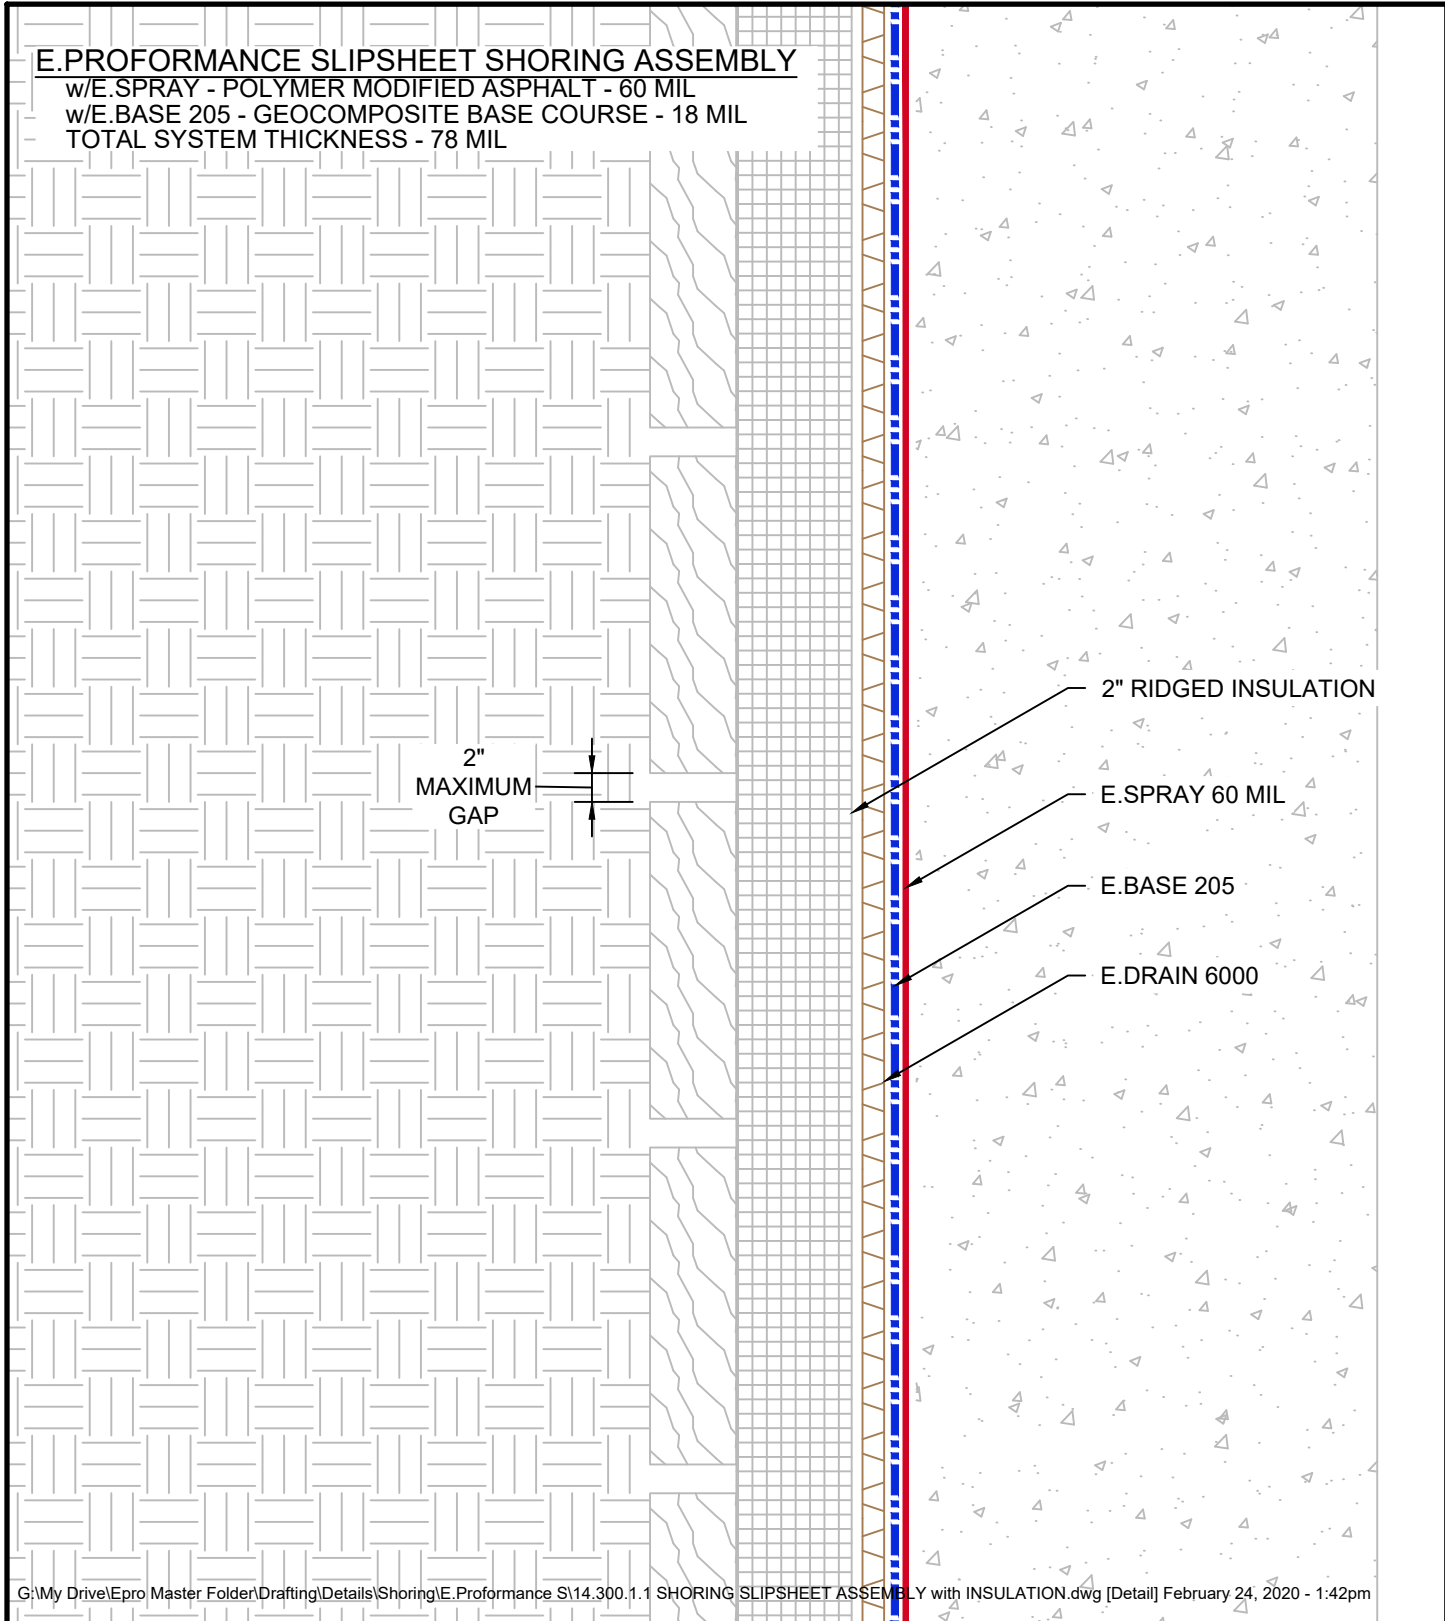 E.PROFORMANCE SLIPSHEET SHORING ASSEMBLY
w/E.SPRAY - POLYMER MODIFIED ASPHALT - 60 MIL
w/E.BASE 205 - GEOCOMPOSITE BASE COURSE - 18 MIL
TOTAL SYSTEM THICKNESS - 78 MIL
2" RIDGED INSULATION
2"
MAXIMUM
GAP
E.SPRAY 60 MIL
E.BASE 205
E.DRAIN 6000
G:\My Drive\Epro Master Folder\Drafting\Details\Shoring\E.Proformance S\14.300.1.1 SHORING SLIPSHEET ASSEMBLY with INSULATION.dwg [Detail] February 24, 2020 - 1:42pm